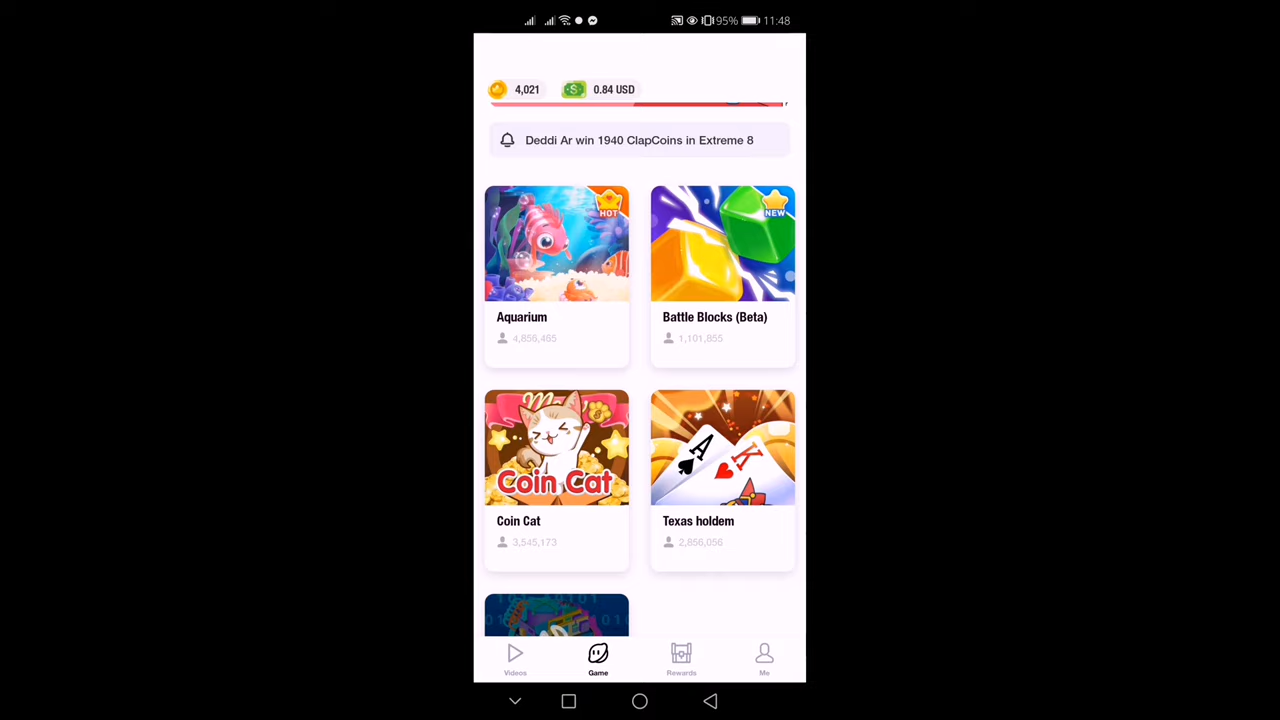 95% 11:48
4,021 0.84 USD
Deddi Ar win 1940 ClapCoins in Extreme 8
HOT
NEW
Aquarium
4,856,465
Battle Blocks (Beta)
1,101,855
Coin Cat
A K
Coin Cat
3,545,173
Texas holdem
2,856,056
Videos Game Rewards Me